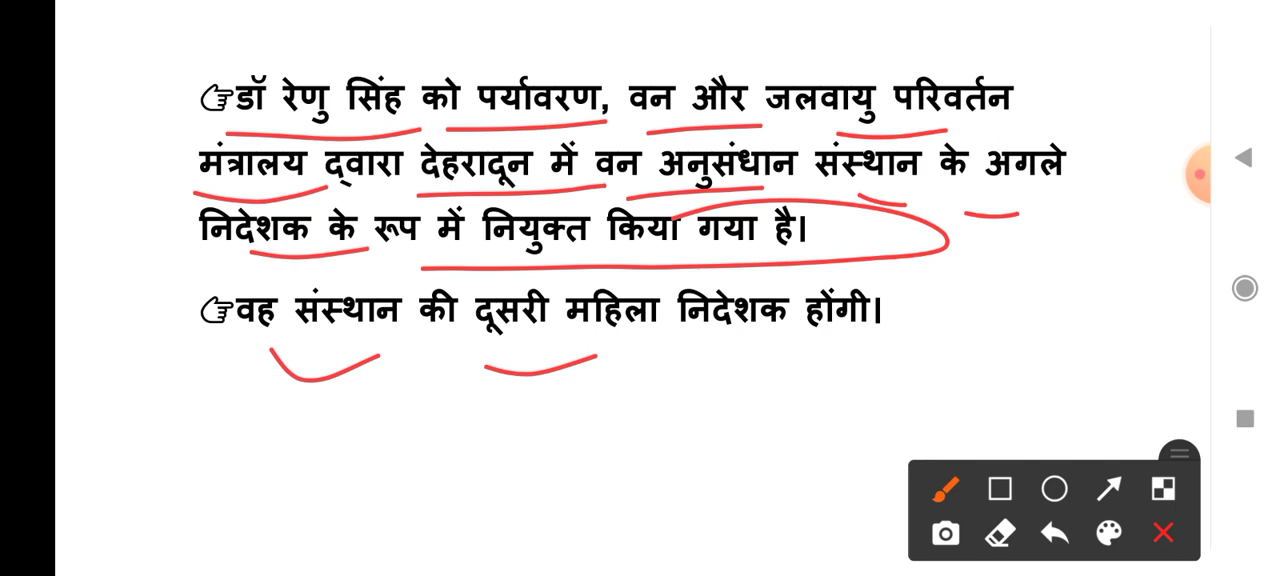 👉डॉ रेणु सिंह को पर्यावरण, वन और जलवायु परिवर्तन
मंत्रालय द्वारा देहरादून में वन अनुसंधान संस्थान के अगले
निदेशक के रूप में नियुक्त किया गया है।
👉वह संस्थान की दूसरी महिला निदेशक होंगी।